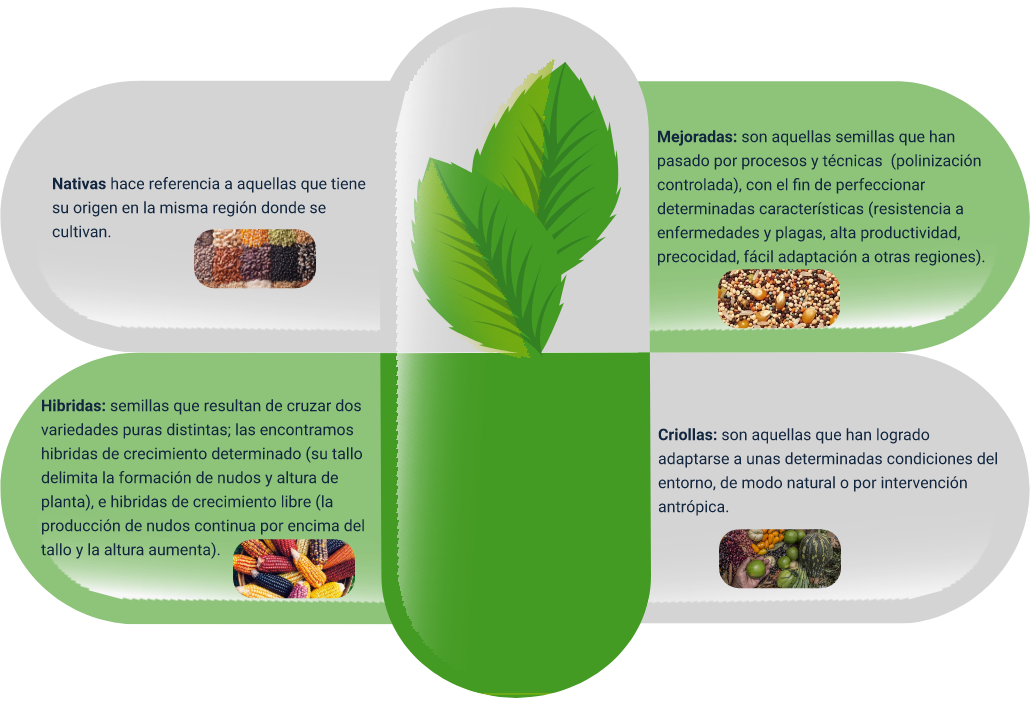 Nativas hace referencia a aquellas que tiene
su origen en la misma región donde se
cultivan.
Mejoradas: son aquellas semillas que han
pasado por procesos y técnicas (polinización
controlada), con el fin de perfeccionar
determinadas características (resistencia a
enfermedades y plagas, alta productividad,
precocidad, fácil adaptación a otras regiones).
Hibridas: semillas que resultan de cruzar dos
variedades puras distintas; las encontramos
hibridas de crecimiento determinado (su tallo
delimita la formación de nudos y altura de
planta), e hibridas de crecimiento libre (la
producción de nudos continua por encima del
tallo y la altura aumenta).
Criollas: son aquellas que han logrado
adaptarse a unas determinadas condiciones del
entorno, de modo natural o por intervención
antrópica.